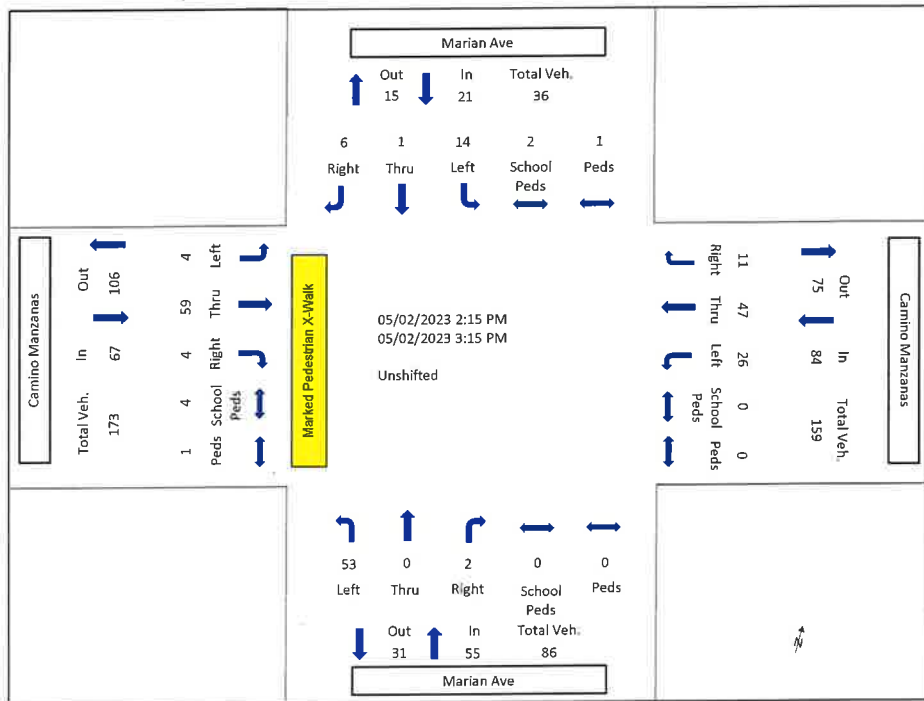 Marian Ave
Out In Total Veh.
15 21 36
6 1 14 2 1
Right Thru Left School Peds Peds
Camino Manzanas
Out 106
In 67
Total Veh. 173
4 Left
59 Thru
4 Right
4 School Peds
1 Peds
Marked Pedestrian X-Walk
05/02/2023 2:15 PM
05/02/2023 3:15 PM
Unshifted
Right 11
Thru 47
Left 26
School Peds 0
Peds 0
Out 75
In 84
Total Veh. 159
Camino Manzanas
53 0 2 0 0
Left Thru Right School Peds Peds
Out In Total Veh.
31 55 86
Marian Ave
N